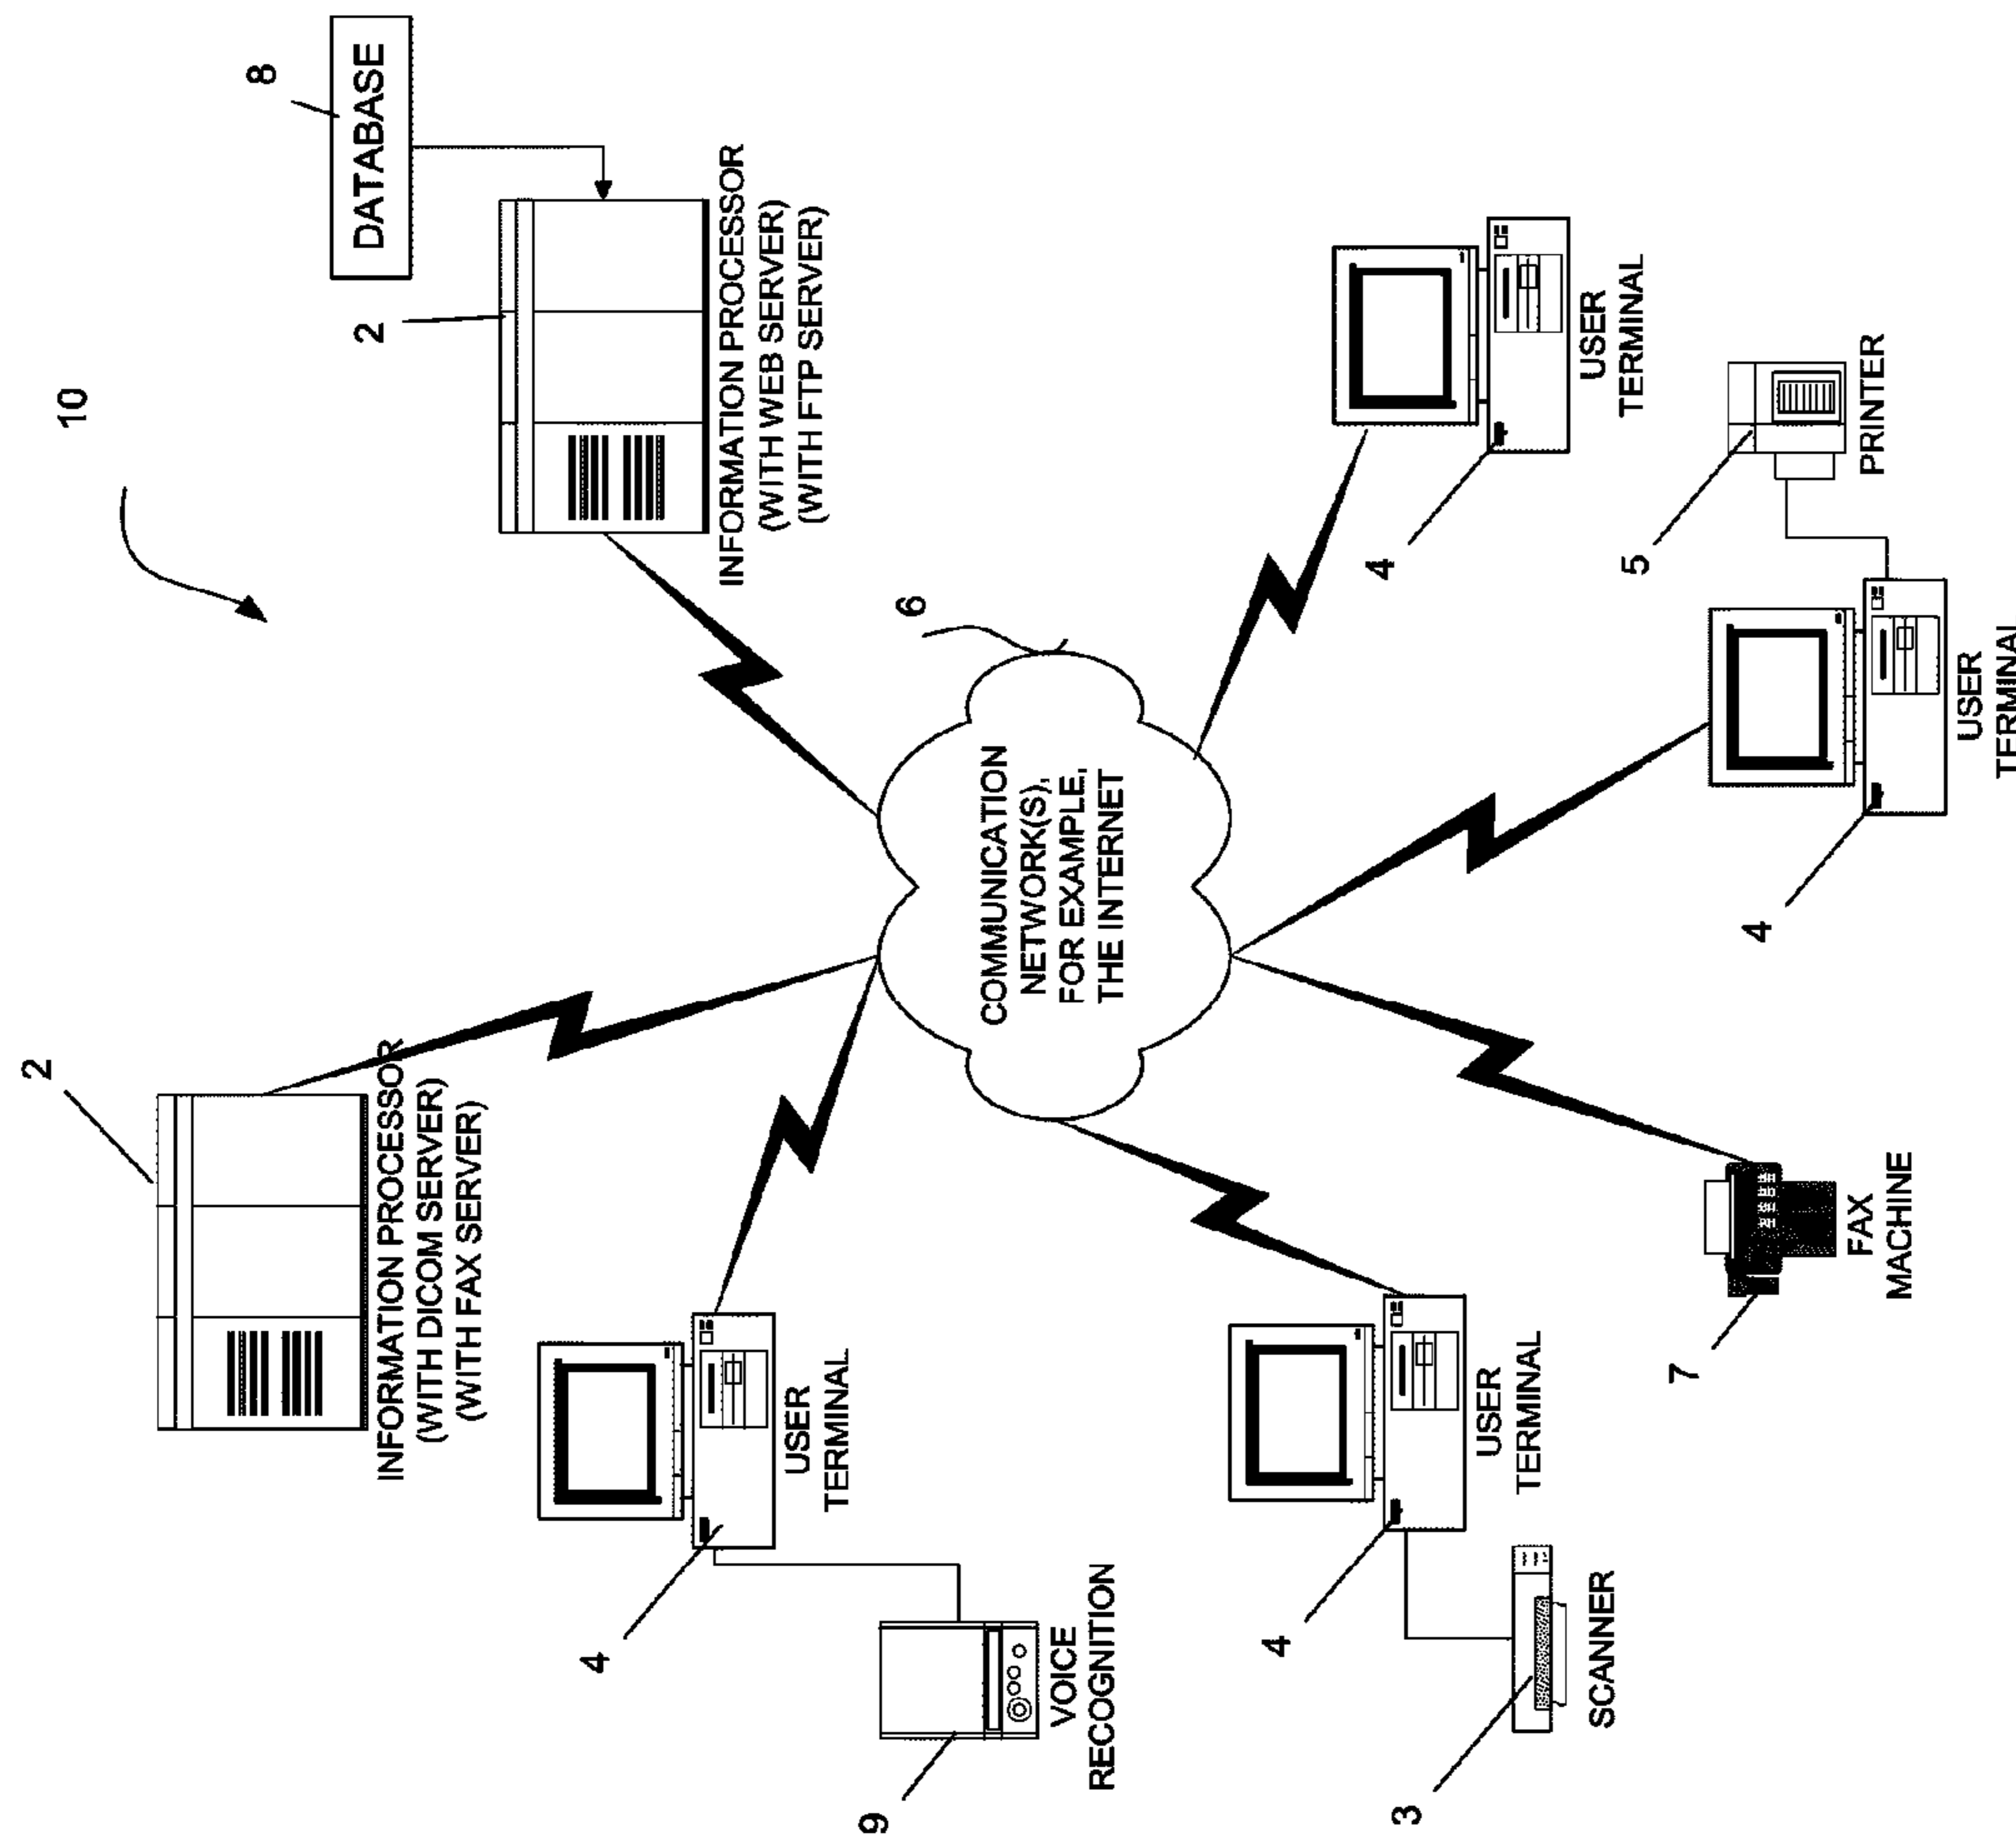 10
8
DATABASE
2
INFORMATION PROCESSOR
(WITH WEB SERVER)
(WITH FTP SERVER)
2
INFORMATION PROCESSOR
(WITH DICOM SERVER)
(WITH FAX SERVER)
6
COMMUNICATION
NETWORK(S),
FOR EXAMPLE,
THE INTERNET
4
USER
TERMINAL
9
VOICE
RECOGNITION
4
USER
TERMINAL
3
SCANNER
7
FAX
MACHINE
4
USER
TERMINAL
5
PRINTER
4
USER
TERMINAL